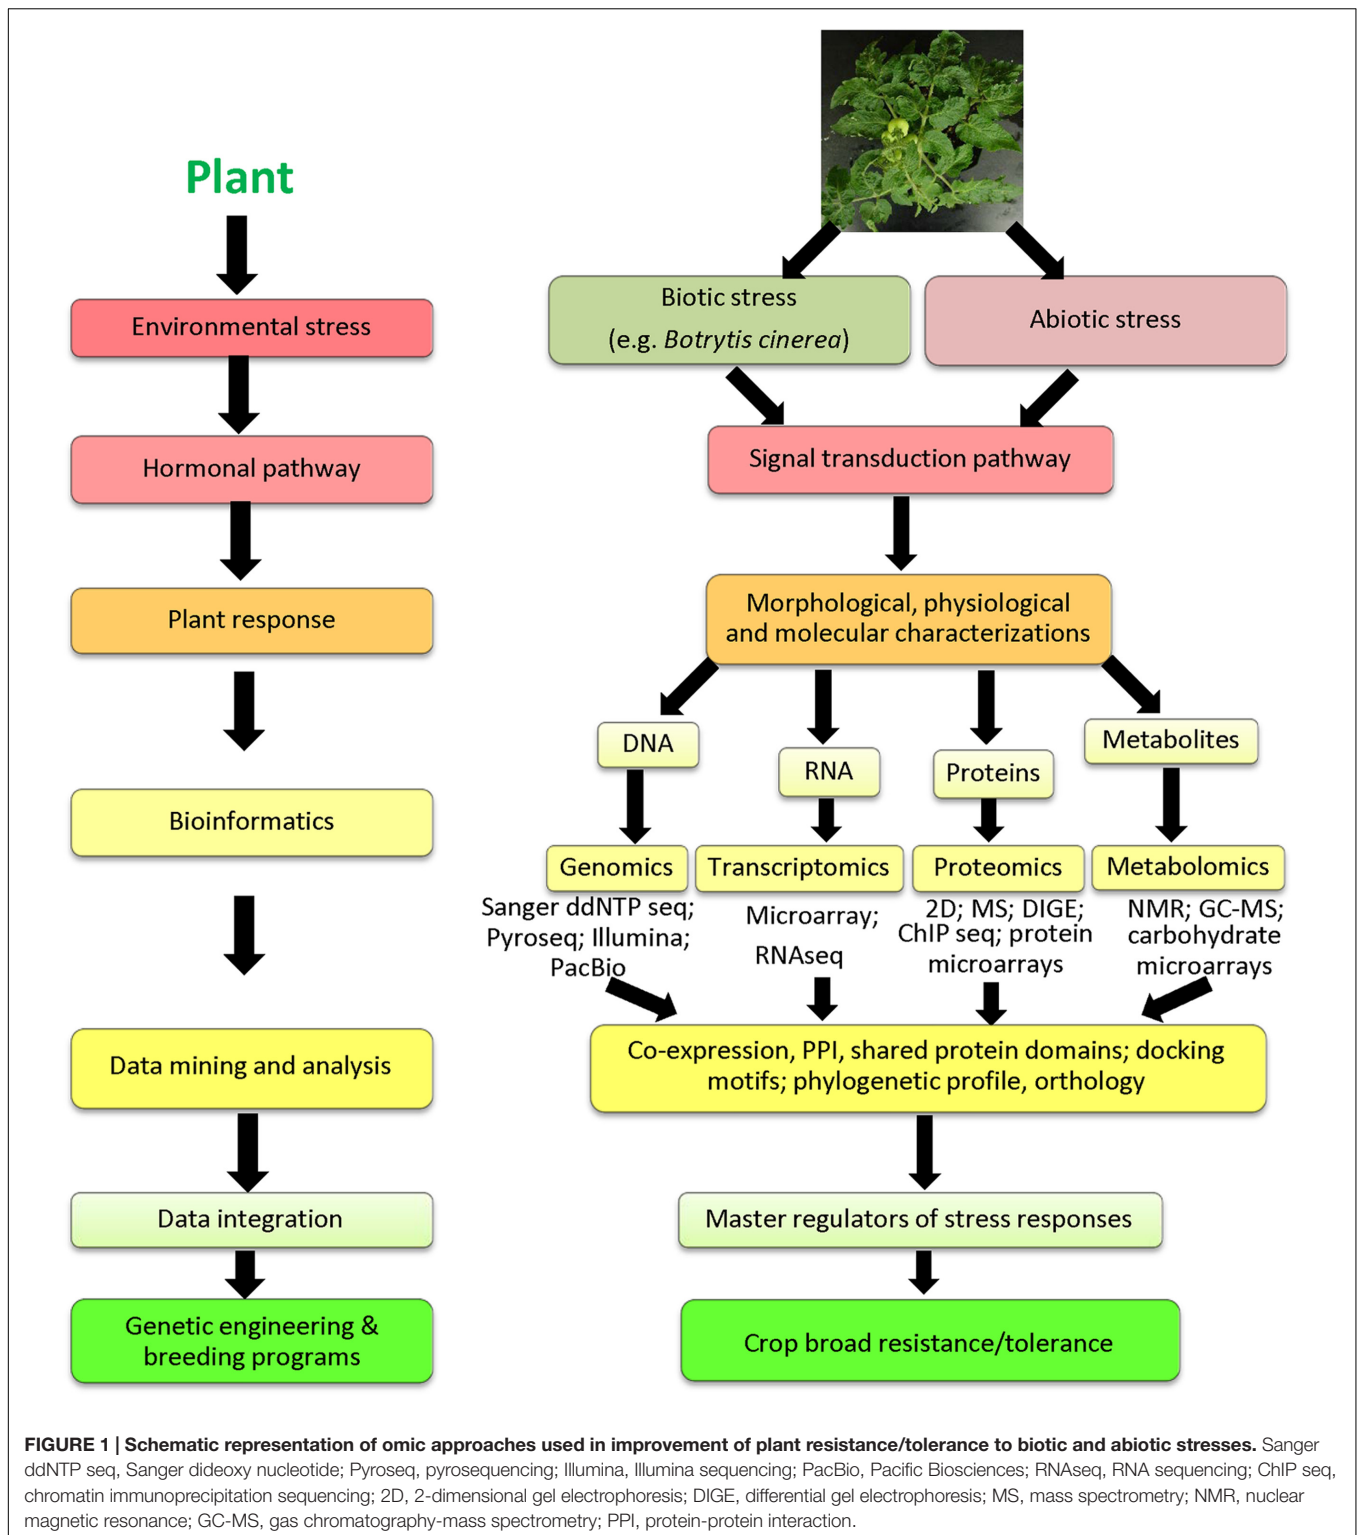 Plant
Environmental stress
Hormonal pathway
Plant response
Bioinformatics
Data mining and analysis
Data integration
Genetic engineering &
breeding programs
Biotic stress
(e.g. Botrytis cinerea)
Abiotic stress
Signal transduction pathway
Morphological, physiological
and molecular characterizations
DNA
RNA
Proteins
Metabolites
Genomics
Transcriptomics
Proteomics
Metabolomics
Sanger ddNTP seq;
Pyroseq; Illumina;
PacBio
Microarray;
RNAseq
2D; MS; DIGE;
ChIP seq; protein
microarrays
NMR; GC-MS;
carbohydrate
microarrays
Co-expression, PPI, shared protein domains; docking
motifs; phylogenetic profile, orthology
Master regulators of stress responses
Crop broad resistance/tolerance
FIGURE 1 | Schematic representation of omic approaches used in improvement of plant resistance/tolerance to biotic and abiotic stresses. Sanger
ddNTP seq, Sanger dideoxy nucleotide; Pyroseq, pyrosequencing; Illumina, Illumina sequencing; PacBio, Pacific Biosciences; RNAseq, RNA sequencing; ChIP seq,
chromatin immunoprecipitation sequencing; 2D, 2-dimensional gel electrophoresis; DIGE, differential gel electrophoresis; MS, mass spectrometry; NMR, nuclear
magnetic resonance; GC-MS, gas chromatography-mass spectrometry; PPI, protein-protein interaction.